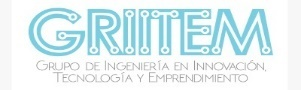 GRIITEM
GRUPO DE INGENIERÍA EN INNOVACIÓN,
TECNOLOGÍA Y EMPRENDIMIENTO